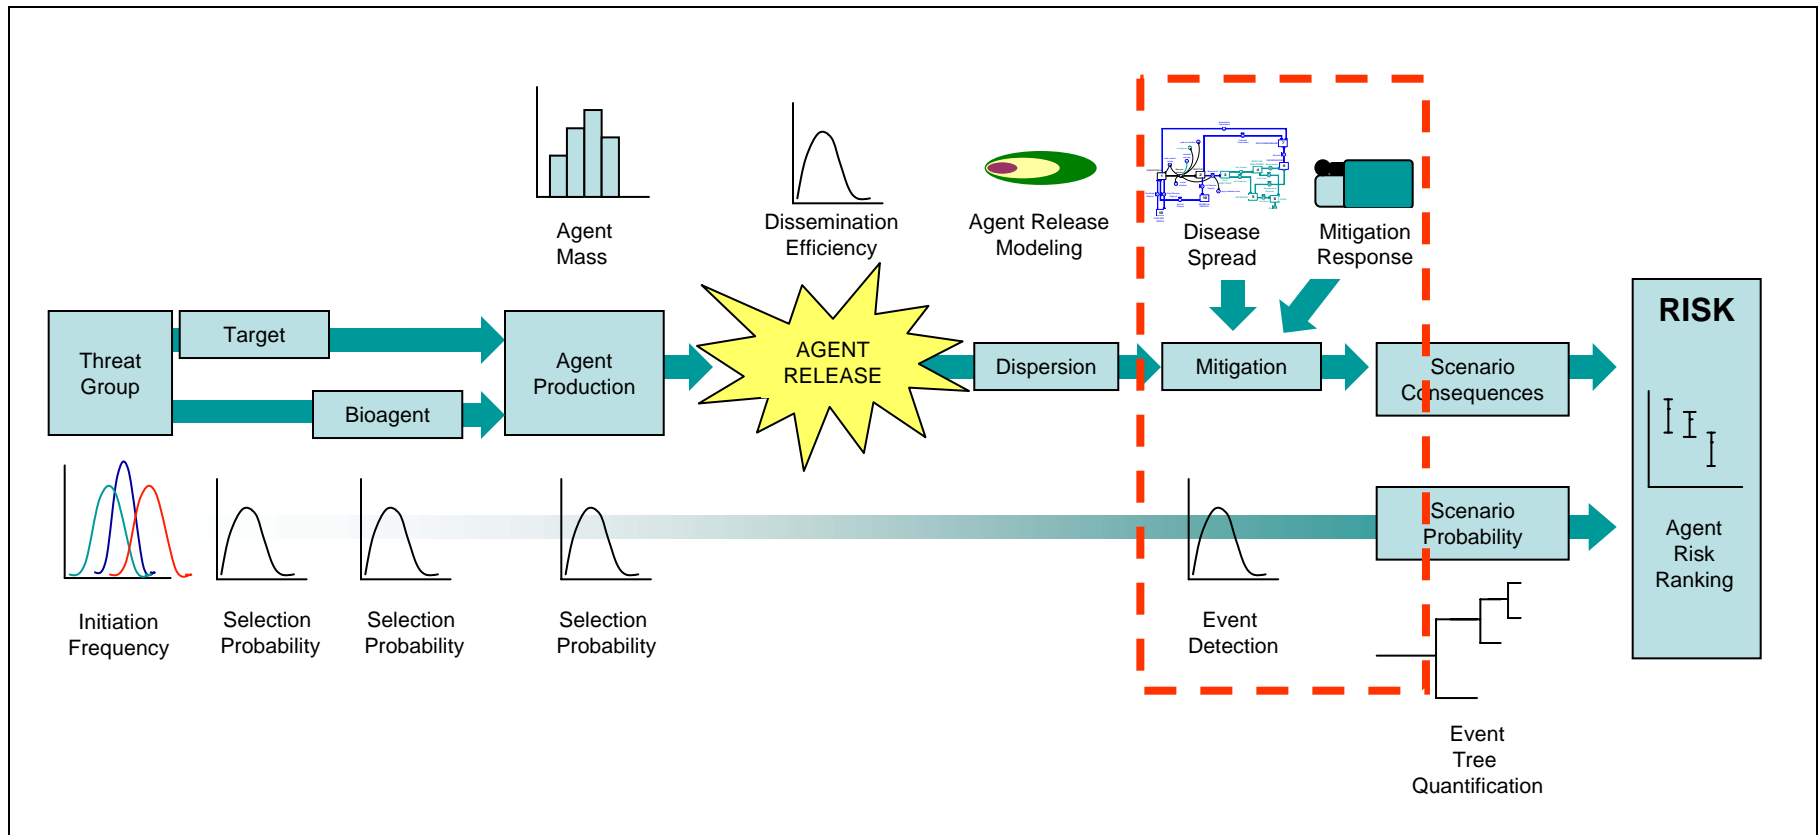 Agent
Mass
Dissemination
Efficiency
Agent Release
Modeling
Disease
Spread
Mitigation
Response
Threat
Group
Target
Bioagent
Agent
Production
AGENT
RELEASE
Dispersion
Mitigation
Scenario
Consequences
Scenario
Probability
RISK
Agent
Risk
Ranking
Initiation
Frequency
Selection
Probability
Selection
Probability
Selection
Probability
Event
Detection
Event
Tree
Quantification